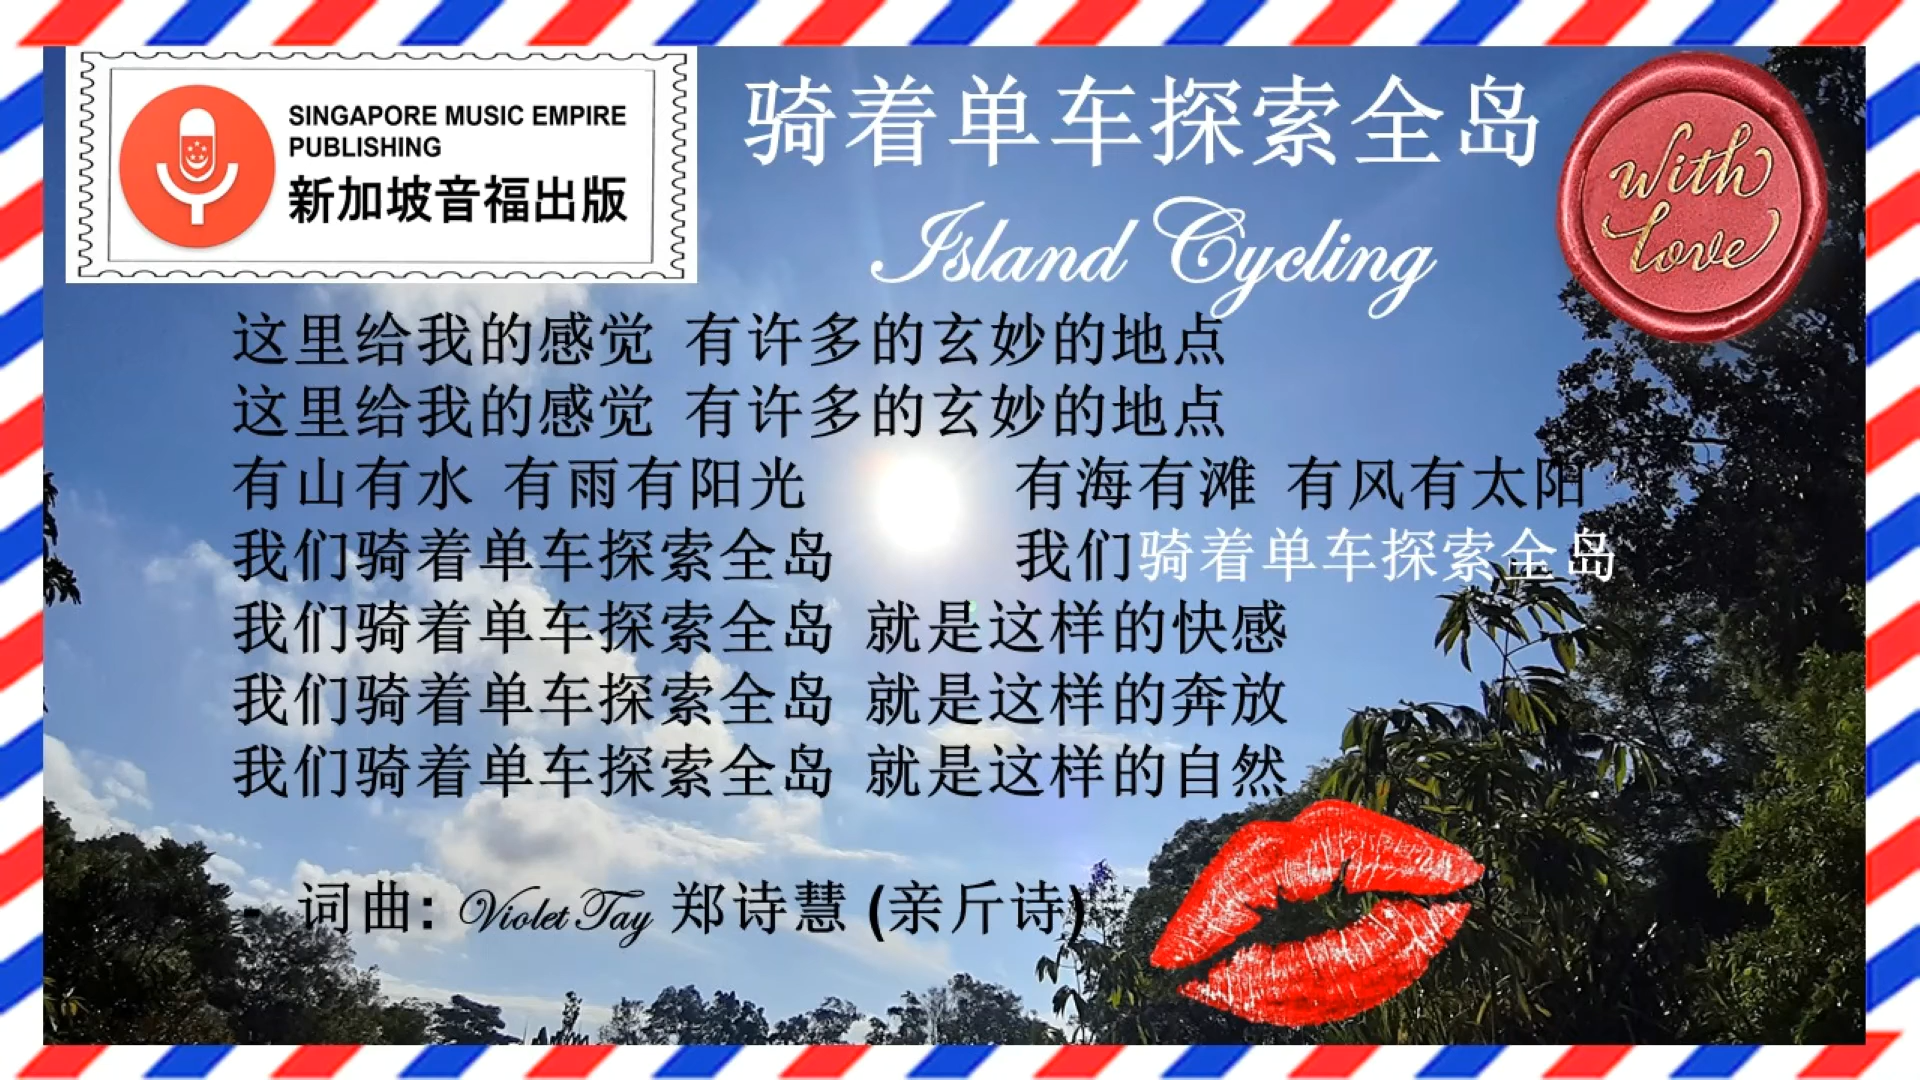 SINGAPORE MUSIC EMPIRE
PUBLISHING
新加坡音福出版
骑着单车探索全岛
Island Cycling
With
Love
这里给我的感觉 有许多的玄妙的地点
这里给我的感觉 有许多的玄妙的地点
有山有水 有雨有阳光 有海有滩 有风有太阳
我们骑着单车探索全岛 我们骑着单车探索全岛
我们骑着单车探索全岛 就是这样的快感
我们骑着单车探索全岛 就是这样的奔放
我们骑着单车探索全岛 就是这样的自然
- 词曲: Violet Tay 郑诗慧 (亲斤诗)